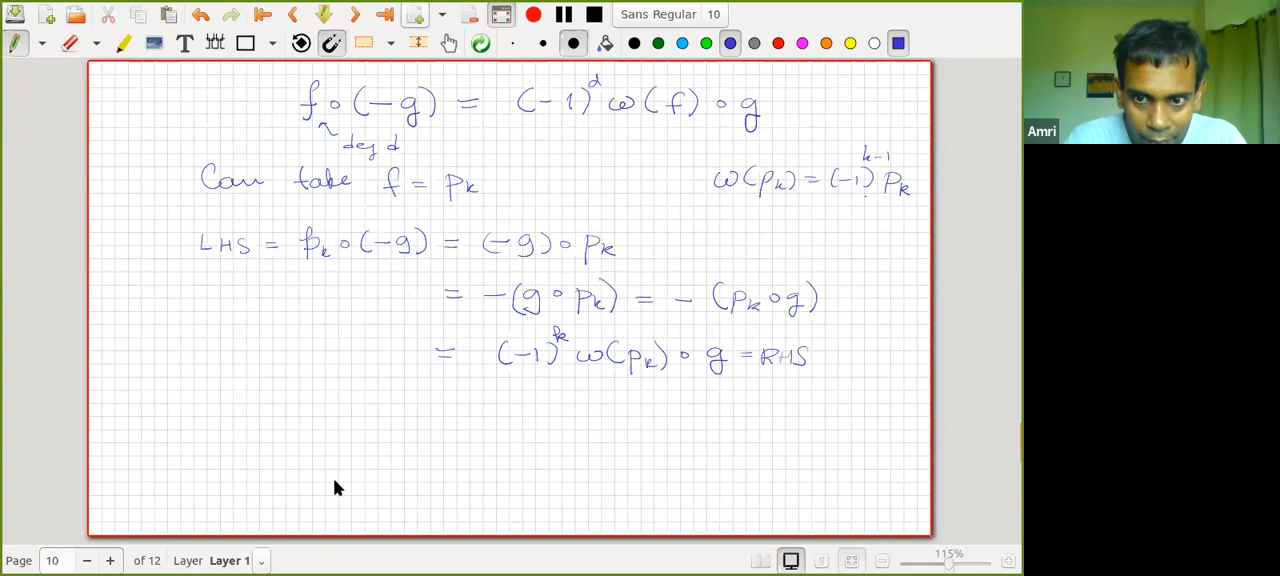 Sans Regular 10
f ∘ (−g) = (−1)^d ω(f) ∘ g
deg d
Can take f = p_k
ω(p_k) = (−1)^{k−1} p_k
LHS = p_k ∘ (−g) = (−g) ∘ p_k
= −(g ∘ p_k) = −(p_k ∘ g)
= (−1)^k ω(p_k) ∘ g = RHS
Amri
Page 10 of 12 Layer Layer 1 115%